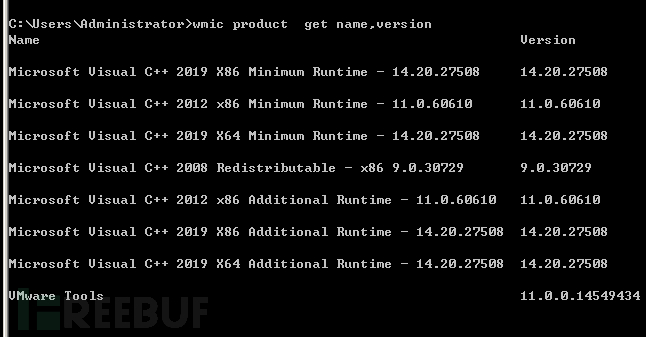 C:\Users\Administrator>wmic product  get name,version
Name Version
Microsoft Visual C++ 2019 X86 Minimum Runtime - 14.20.27508 14.20.27508
Microsoft Visual C++ 2012 x86 Minimum Runtime - 11.0.60610 11.0.60610
Microsoft Visual C++ 2019 X64 Minimum Runtime - 14.20.27508 14.20.27508
Microsoft Visual C++ 2008 Redistributable - x86 9.0.30729 9.0.30729
Microsoft Visual C++ 2012 x86 Additional Runtime - 11.0.60610 11.0.60610
Microsoft Visual C++ 2019 X86 Additional Runtime - 14.20.27508 14.20.27508
Microsoft Visual C++ 2019 X64 Additional Runtime - 14.20.27508 14.20.27508
VMware Tools 11.0.0.14549434
FREEBUF